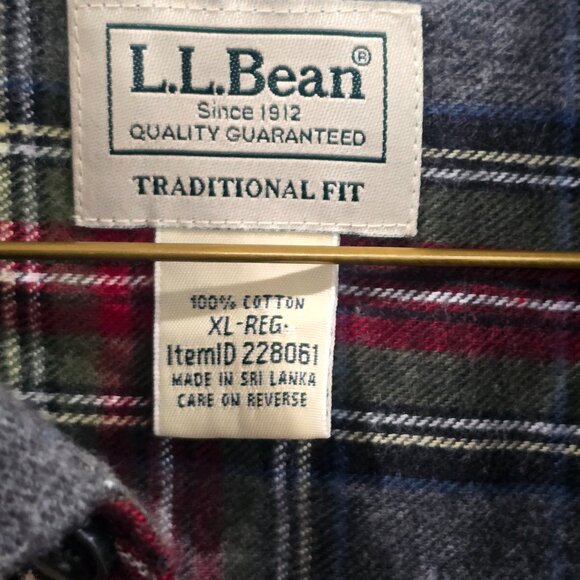 L.L.Bean®
Since 1912
QUALITY GUARANTEED
TRADITIONAL FIT
100% COTTON
XL-REG-
ItemID 228061
MADE IN SRI LANKA
CARE ON REVERSE